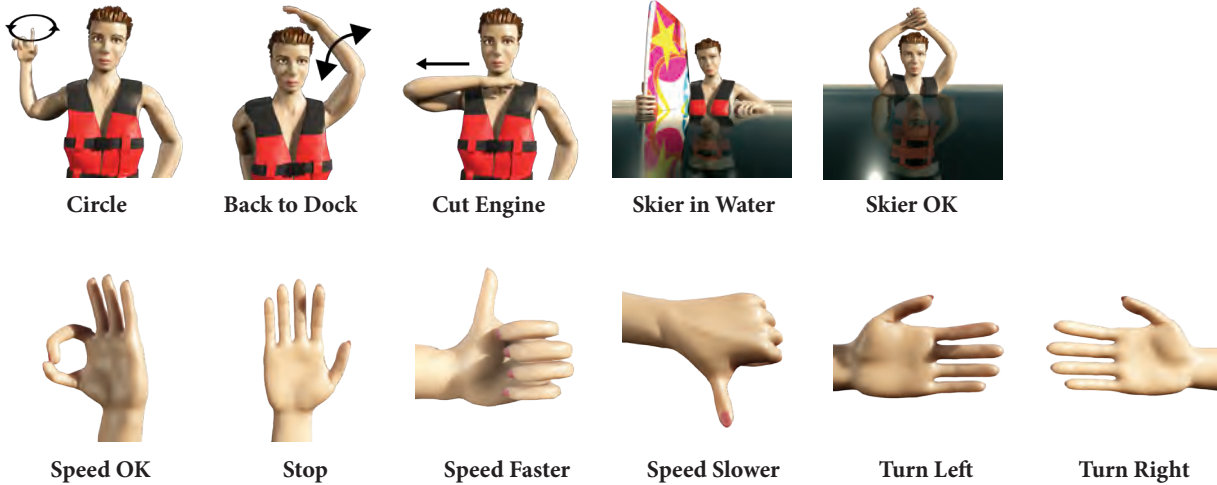 Circle
Back to Dock
Cut Engine
Skier in Water
Skier OK
Speed OK
Stop
Speed Faster
Speed Slower
Turn Left
Turn Right